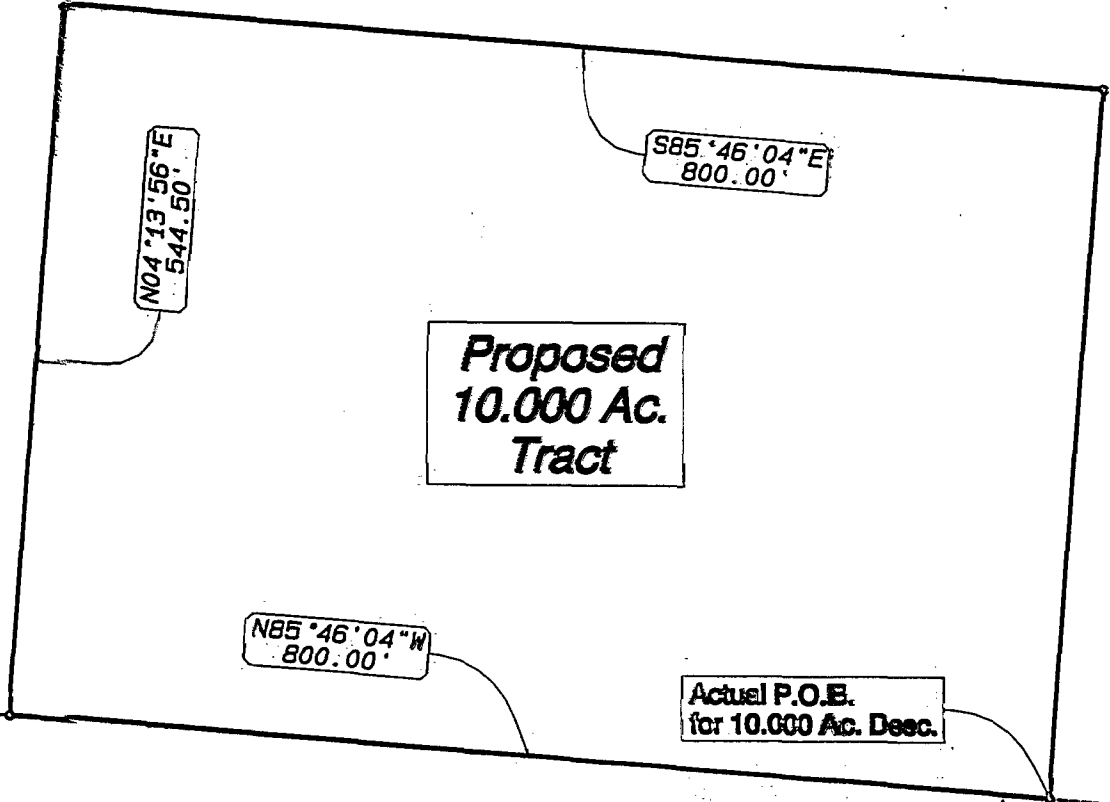 S85°46'04"E
800.00'
N04°13'56"E
544.50'
Proposed
10.000 Ac.
Tract
N85°46'04"W
800.00'
Actual P.O.B.
for 10.000 Ac. Desc.